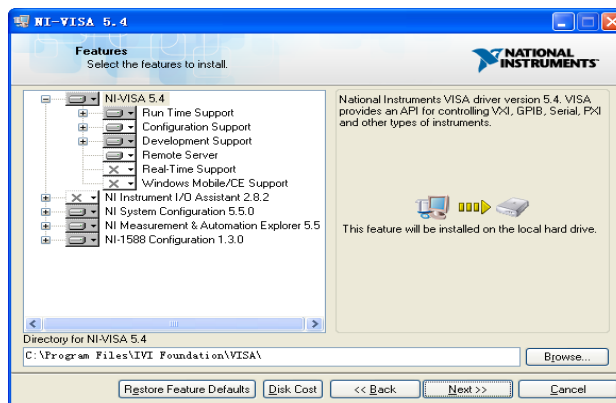 NI-VISA 5.4
Features
Select the features to install.
NATIONAL
INSTRUMENTS
NI-VISA 5.4
Run Time Support
Configuration Support
Development Support
Remote Server
Real-Time Support
Windows Mobile/CE Support
NI Instrument I/O Assistant 2.8.2
NI System Configuration 5.5.0
NI Measurement & Automation Explorer 5.5
NI-1588 Configuration 1.3.0
National Instruments VISA driver version 5.4. VISA
provides an API for controlling VXI, GPIB, Serial, PXI
and other types of instruments.
This feature will be installed on the local hard drive.
Directory for NI-VISA 5.4
C:\Program Files\IVI Foundation\VISA\
Browse...
Restore Feature Defaults
Disk Cost
<< Back
Next >>
Cancel